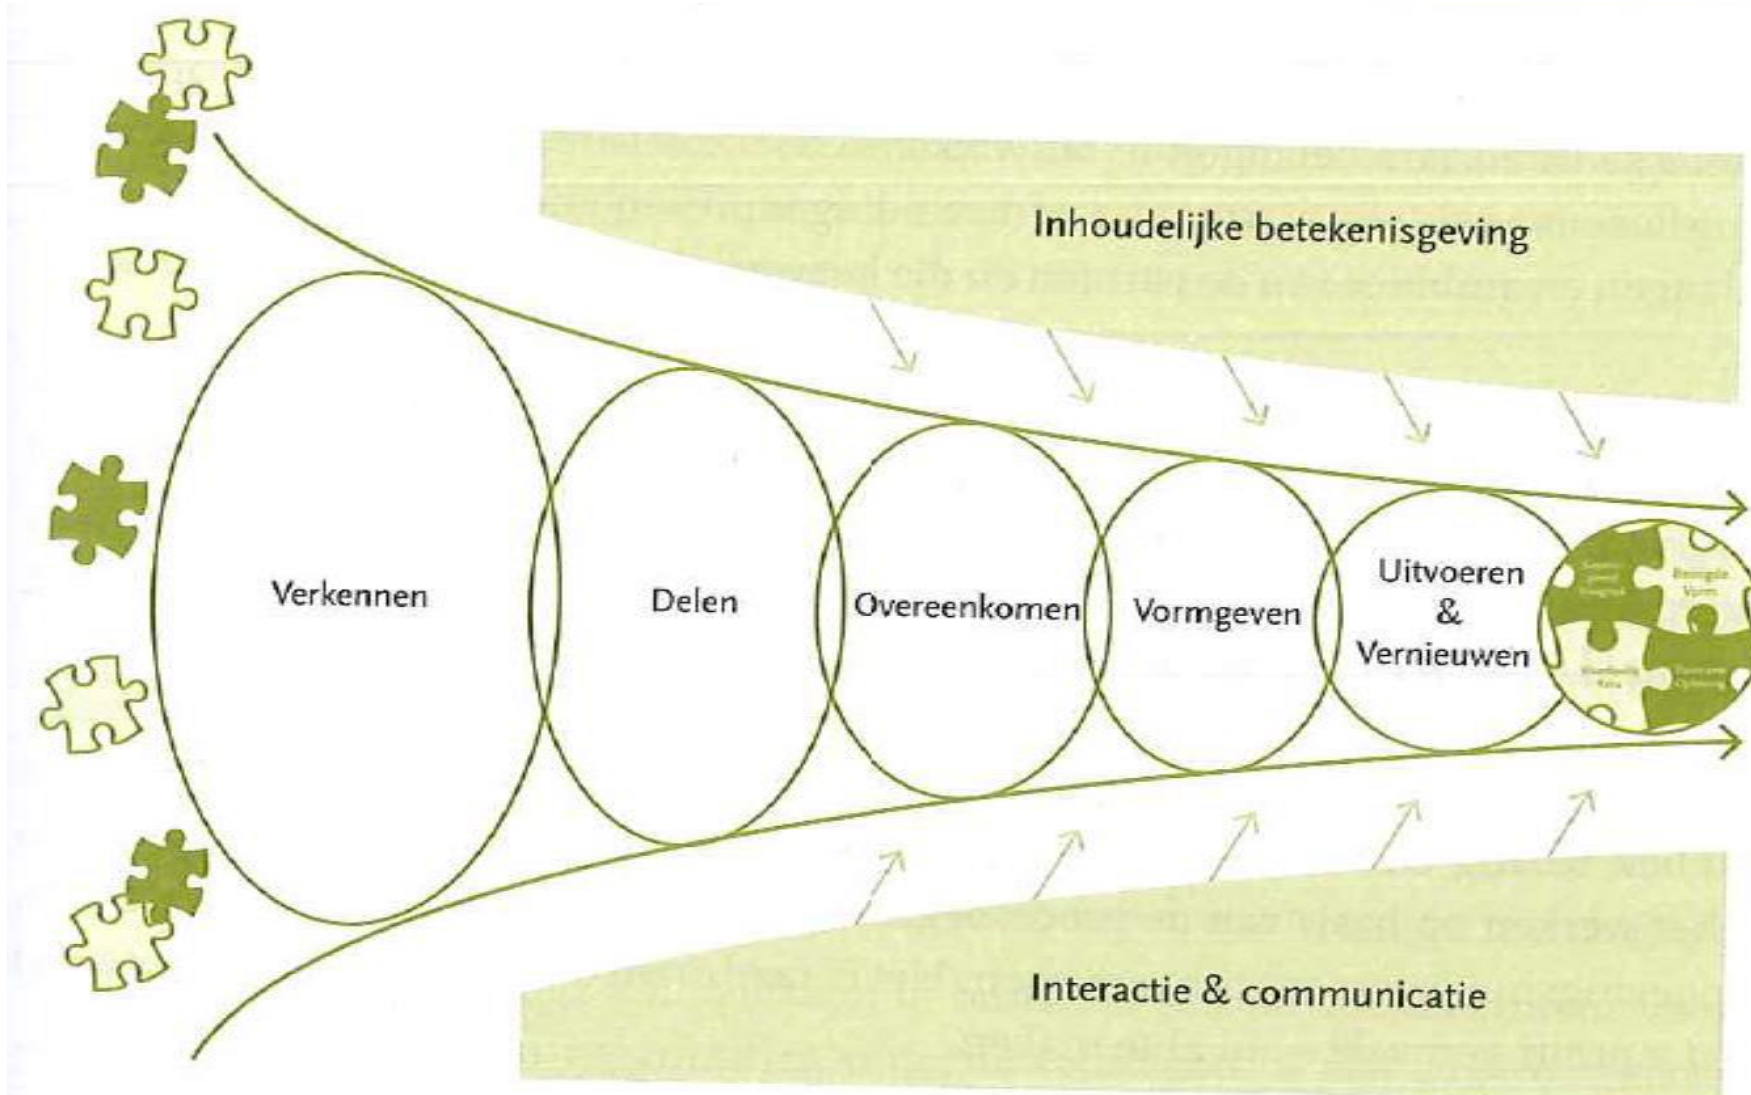 Inhoudelijke betekenisgeving
Verkennen
Delen
Overeenkomen
Vormgeven
Uitvoeren
&
Vernieuwen
Interactie & communicatie